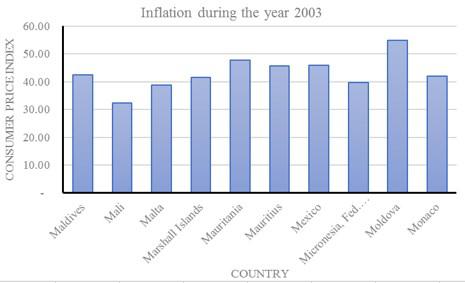 Inflation during the year 2003
CONSUMER PRICE INDEX
60.00
50.00
40.00
30.00
20.00
10.00
-
Maldives
Mali
Malta
Marshall Islands
Mauritania
Mauritius
Mexico
Micronesia, Fed.…
Moldova
Monaco
COUNTRY